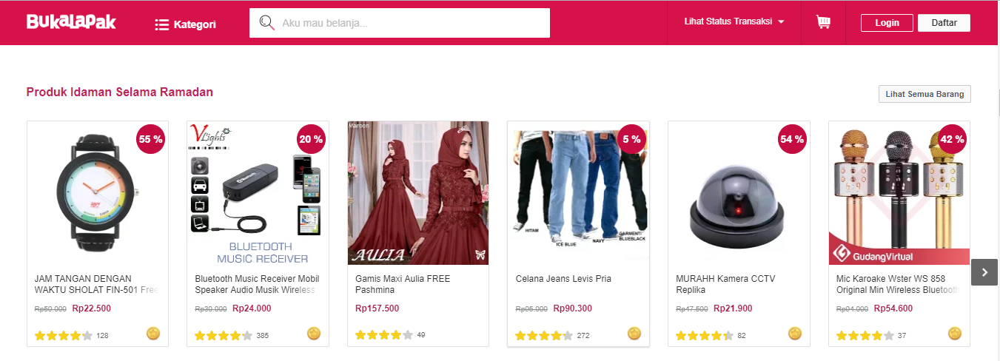 BukaLapak
Kategori
Aku mau belanja...
Lihat Status Transaksi
Login
Daftar
Produk Idaman Selama Ramadan
Lihat Semua Barang
55 %
JAM TANGAN DENGAN
WAKTU SHOLAT FIN-501 Free
Rp50.000 Rp22.500
128
VLights
20 %
BLUETOOTH
MUSIC RECEIVER
Bluetooth Music Receiver Mobil
Speaker Audio Musik Wireless
Rp30.000 Rp24.000
385
Maroon
AULIA
Gamis Maxi Aulia FREE
Pashmina
Rp157.500
49
5 %
HITAM
ICE BLUE
NAVY
GARMENT/
BLUEBLACK
Celana Jeans Levis Pria
Rp95.000 Rp90.300
272
54 %
MURAHH Kamera CCTV
Replika
Rp47.500 Rp21.900
82
42 %
GudangVirtual
Mic Karoake Wster WS 858
Original Min Wireless Bluetooth
Rp94.000 Rp54.600
37